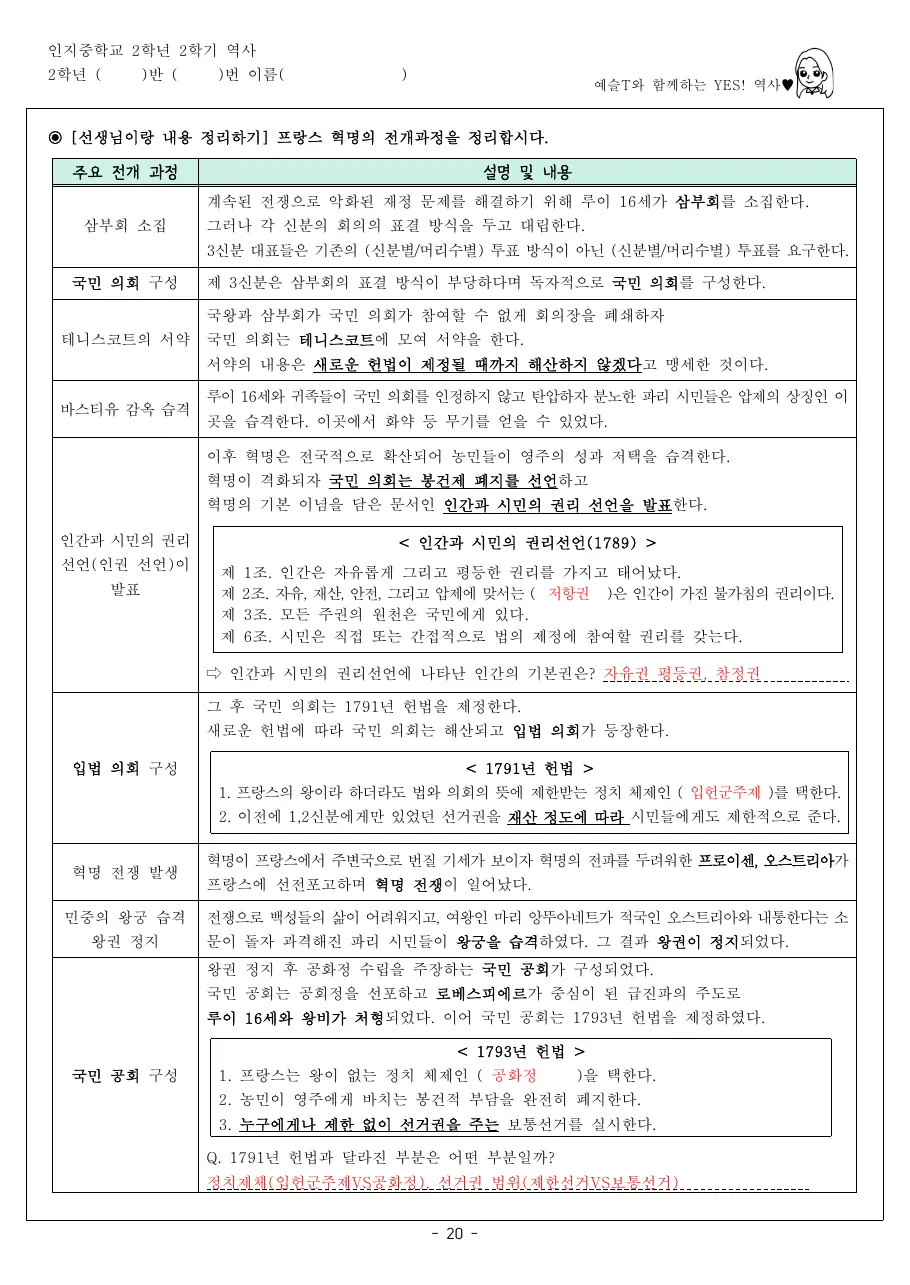 인지중학교 2학년 2학기 역사
2학년 ( )반 ( )번 이름( )
예슬T와 함께하는 YES! 역사♥
◉ [선생님이랑 내용 정리하기] 프랑스 혁명의 전개과정을 정리합시다.
주요 전개 과정
설명 및 내용
삼부회 소집
계속된 전쟁으로 악화된 재정 문제를 해결하기 위해 루이 16세가 삼부회를 소집한다.
그러나 각 신분의 회의의 표결 방식을 두고 대립한다.
3신분 대표들은 기존의 (신분별/머리수별) 투표 방식이 아닌 (신분별/머리수별) 투표를 요구한다.
국민 의회 구성
제 3신분은 삼부회의 표결 방식이 부당하다며 독자적으로 국민 의회를 구성한다.
테니스코트의 서약
국왕과 삼부회가 국민 의회가 참여할 수 없게 회의장을 폐쇄하자
국민 의회는 테니스코트에 모여 서약을 한다.
서약의 내용은 새로운 헌법이 제정될 때까지 해산하지 않겠다고 맹세한 것이다.
바스티유 감옥 습격
루이 16세와 귀족들이 국민 의회를 인정하지 않고 탄압하자 분노한 파리 시민들은 압제의 상징인 이
곳을 습격한다. 이곳에서 화약 등 무기를 얻을 수 있었다.
인간과 시민의 권리
선언(인권 선언)이
발표
이후 혁명은 전국적으로 확산되어 농민들이 영주의 성과 저택을 습격한다.
혁명이 격화되자 국민 의회는 봉건제 폐지를 선언하고
혁명의 기본 이념을 담은 문서인 인간과 시민의 권리 선언을 발표한다.
< 인간과 시민의 권리선언(1789) >
제 1조. 인간은 자유롭게 그리고 평등한 권리를 가지고 태어났다.
제 2조. 자유, 재산, 안전, 그리고 압제에 맞서는 ( 저항권 )은 인간이 가진 불가침의 권리이다.
제 3조. 모든 주권의 원천은 국민에게 있다.
제 6조. 시민은 직접 또는 간접적으로 법의 제정에 참여할 권리를 갖는다.
⇨ 인간과 시민의 권리선언에 나타난 인간의 기본권은? 자유권 평등권, 참정권
입법 의회 구성
그 후 국민 의회는 1791년 헌법을 제정한다.
새로운 헌법에 따라 국민 의회는 해산되고 입법 의회가 등장한다.
< 1791년 헌법 >
1. 프랑스의 왕이라 하더라도 법와 의회의 뜻에 제한받는 정치 체제인 ( 입헌군주제 )를 택한다.
2. 이전에 1,2신분에게만 있었던 선거권을 재산 정도에 따라 시민들에게도 제한적으로 준다.
혁명 전쟁 발생
혁명이 프랑스에서 주변국으로 번질 기세가 보이자 혁명의 전파를 두려워한 프로이센, 오스트리아가
프랑스에 선전포고하며 혁명 전쟁이 일어났다.
민중의 왕궁 습격
왕권 정지
전쟁으로 백성들의 삶이 어려워지고, 여왕인 마리 앙뚜아네트가 적국인 오스트리아와 내통한다는 소
문이 돌자 과격해진 파리 시민들이 왕궁을 습격하였다. 그 결과 왕권이 정지되었다.
국민 공회 구성
왕권 정지 후 공화정 수립을 주장하는 국민 공회가 구성되었다.
국민 공회는 공회정을 선포하고 로베스피에르가 중심이 된 급진파의 주도로
루이 16세와 왕비가 처형되었다. 이어 국민 공회는 1793년 헌법을 제정하였다.
< 1793년 헌법 >
1. 프랑스는 왕이 없는 정치 체제인 ( 공화정 )을 택한다.
2. 농민이 영주에게 바치는 봉건적 부담을 완전히 폐지한다.
3. 누구에게나 제한 없이 선거권을 주는 보통선거를 실시한다.
Q. 1791년 헌법과 달라진 부분은 어떤 부분일까?
정치제체(입헌군주제VS공화정), 선거권 범위(제한선거VS보통선거)
- 20 -